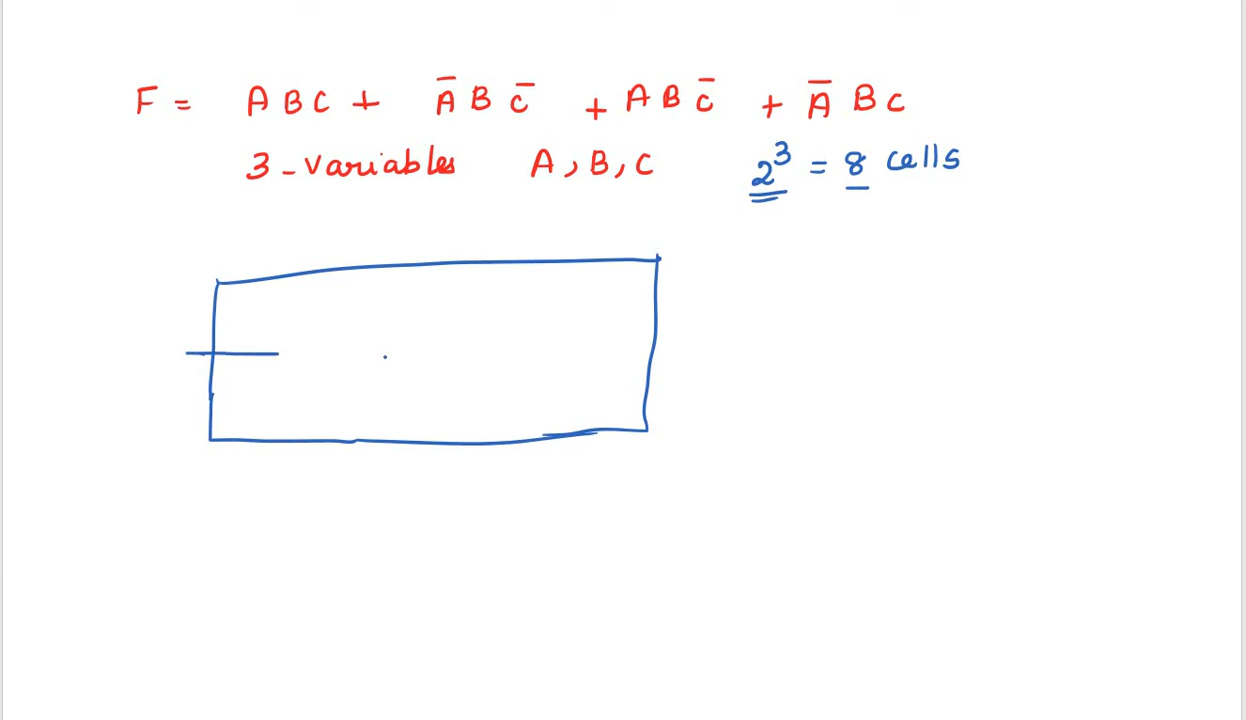 F = ABC + A̅BC̅ + ABC̅ + A̅BC
3-variables A, B, C 2³ = 8 cells